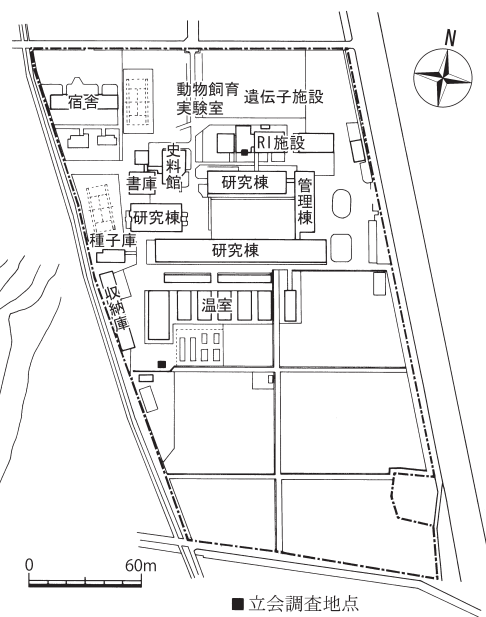 N
宿舎
動物飼育
実験室
遺伝子施設
史料館
RI施設
書庫
研究棟
管理棟
研究棟
種子庫
研究棟
収納庫
温室
0 60m
■立会調査地点